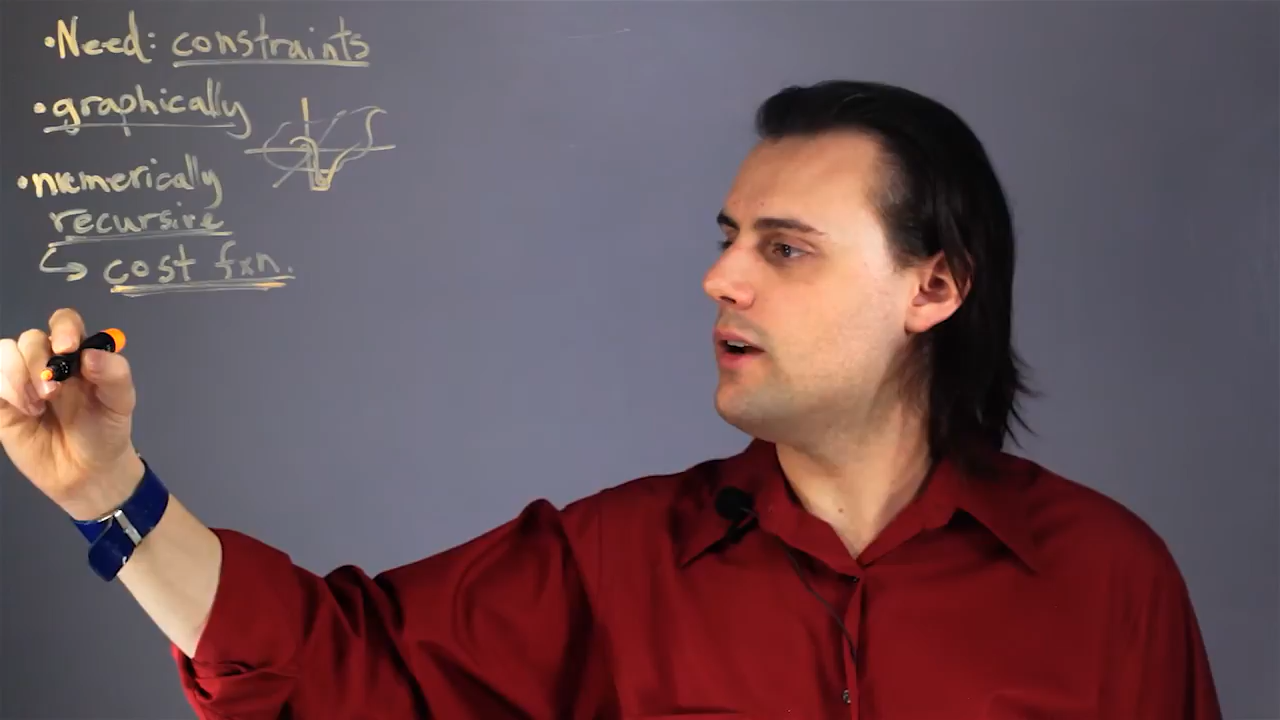 •Need: constraints
•graphically
•numerically
recursive
↳ cost fxn.